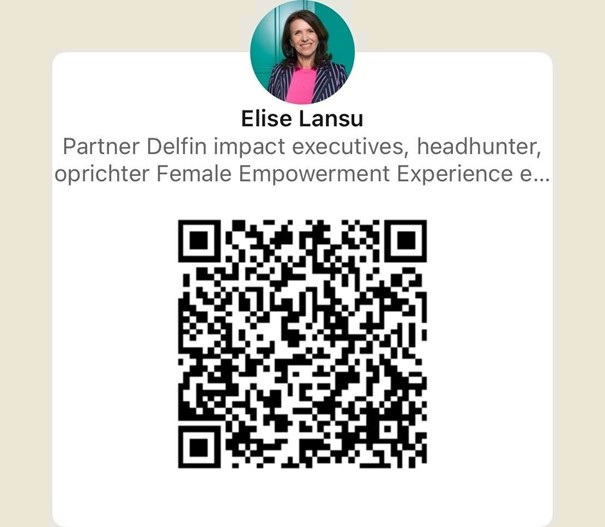 Elise Lansu
Partner Delfin impact executives, headhunter,
oprichter Female Empowerment Experience e...